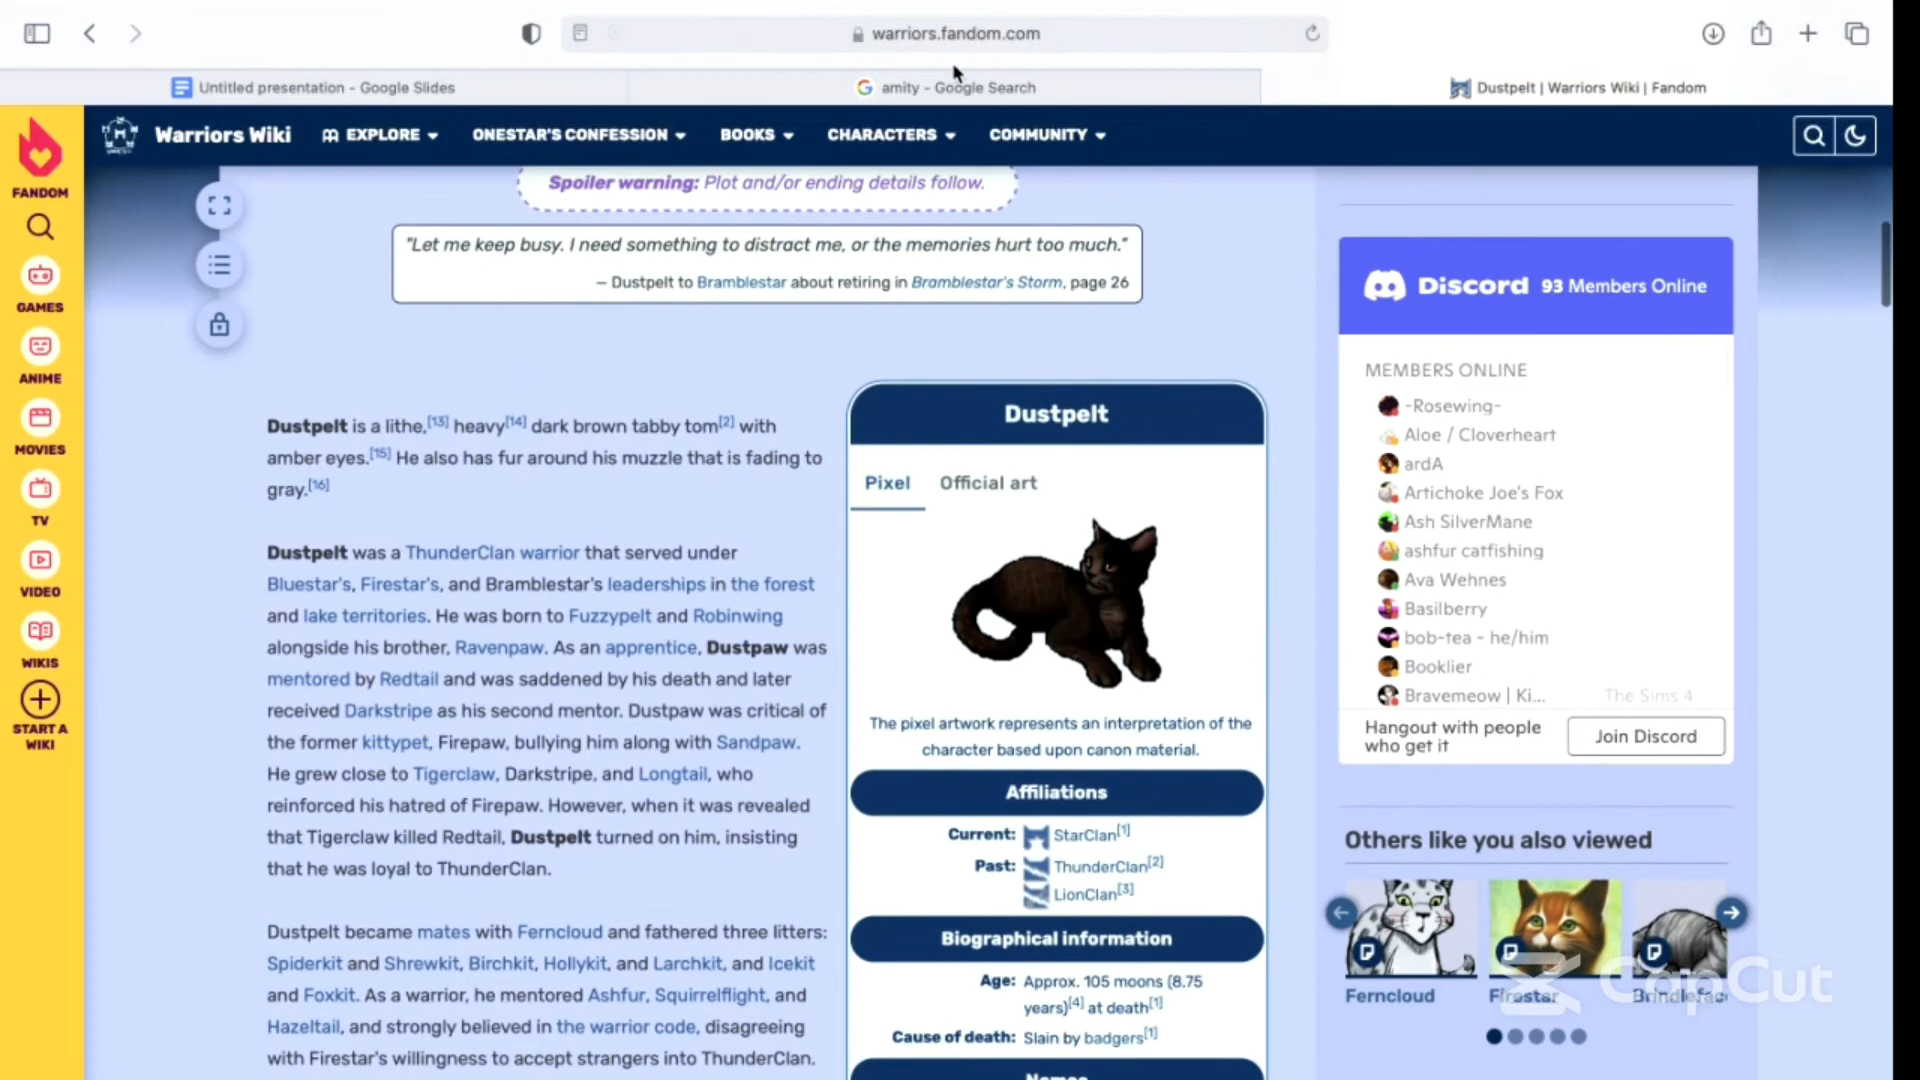 warriors.fandom.com
Untitled presentation - Google Slides
amity - Google Search
Dustpelt | Warriors Wiki | Fandom
Warriors Wiki
EXPLORE
ONESTAR'S CONFESSION
BOOKS
CHARACTERS
COMMUNITY
FANDOM
GAMES
ANIME
MOVIES
TV
VIDEO
WIKIS
START A
WIKI
Spoiler warning: Plot and/or ending details follow.
"Let me keep busy. I need something to distract me, or the memories hurt too much."
— Dustpelt to Bramblestar about retiring in Bramblestar's Storm, page 26
Dustpelt is a lithe,[13] heavy[14] dark brown tabby tom[2] with
amber eyes.[15] He also has fur around his muzzle that is fading to
gray.[16]
Dustpelt was a ThunderClan warrior that served under
Bluestar's, Firestar's, and Bramblestar's leaderships in the forest
and lake territories. He was born to Fuzzypelt and Robinwing
alongside his brother, Ravenpaw. As an apprentice, Dustpaw was
mentored by Redtail and was saddened by his death and later
received Darkstripe as his second mentor. Dustpaw was critical of
the former kittypet, Firepaw, bullying him along with Sandpaw.
He grew close to Tigerclaw, Darkstripe, and Longtail, who
reinforced his hatred of Firepaw. However, when it was revealed
that Tigerclaw killed Redtail, Dustpelt turned on him, insisting
that he was loyal to ThunderClan.
Dustpelt became mates with Ferncloud and fathered three litters:
Spiderkit and Shrewkit, Birchkit, Hollykit, and Larchkit, and Icekit
and Foxkit. As a warrior, he mentored Ashfur, Squirrelflight, and
Hazeltail, and strongly believed in the warrior code, disagreeing
with Firestar's willingness to accept strangers into ThunderClan.
Dustpelt
Pixel
Official art
The pixel artwork represents an interpretation of the
character based upon canon material.
Affiliations
Current: StarClan[1]
Past: ThunderClan[2]
LionClan[3]
Biographical information
Age: Approx. 105 moons (8.75
years)[4] at death[1]
Cause of death: Slain by badgers[1]
Names
Discord 93 Members Online
MEMBERS ONLINE
-Rosewing-
Aloe / Cloverheart
ardA
Artichoke Joe's Fox
Ash SilverMane
ashfur catfishing
Ava Wehnes
Basilberry
bob-tea - he/him
Booklier
Bravemeow | Ki... The Sims 4
Hangout with people
who get it
Join Discord
Others like you also viewed
Ferncloud
Firestar
Brindleface
CapCut